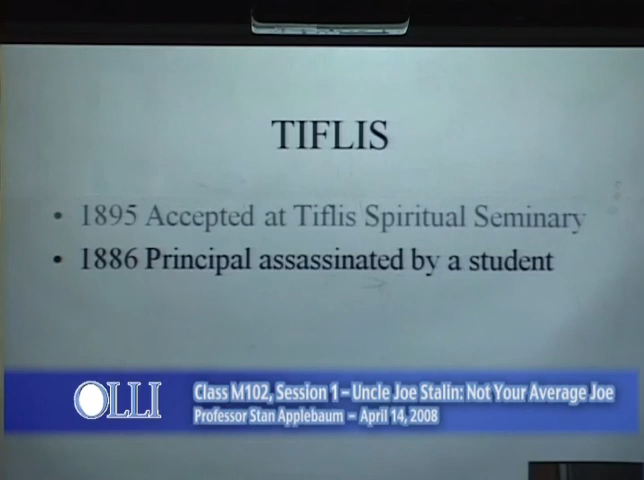 TIFLIS
• 1895 Accepted at Tiflis Spiritual Seminary
• 1886 Principal assassinated by a student
OLLI
Class M102, Session 1 – Uncle Joe Stalin: Not Your Average Joe
Professor Stan Applebaum – April 14, 2008